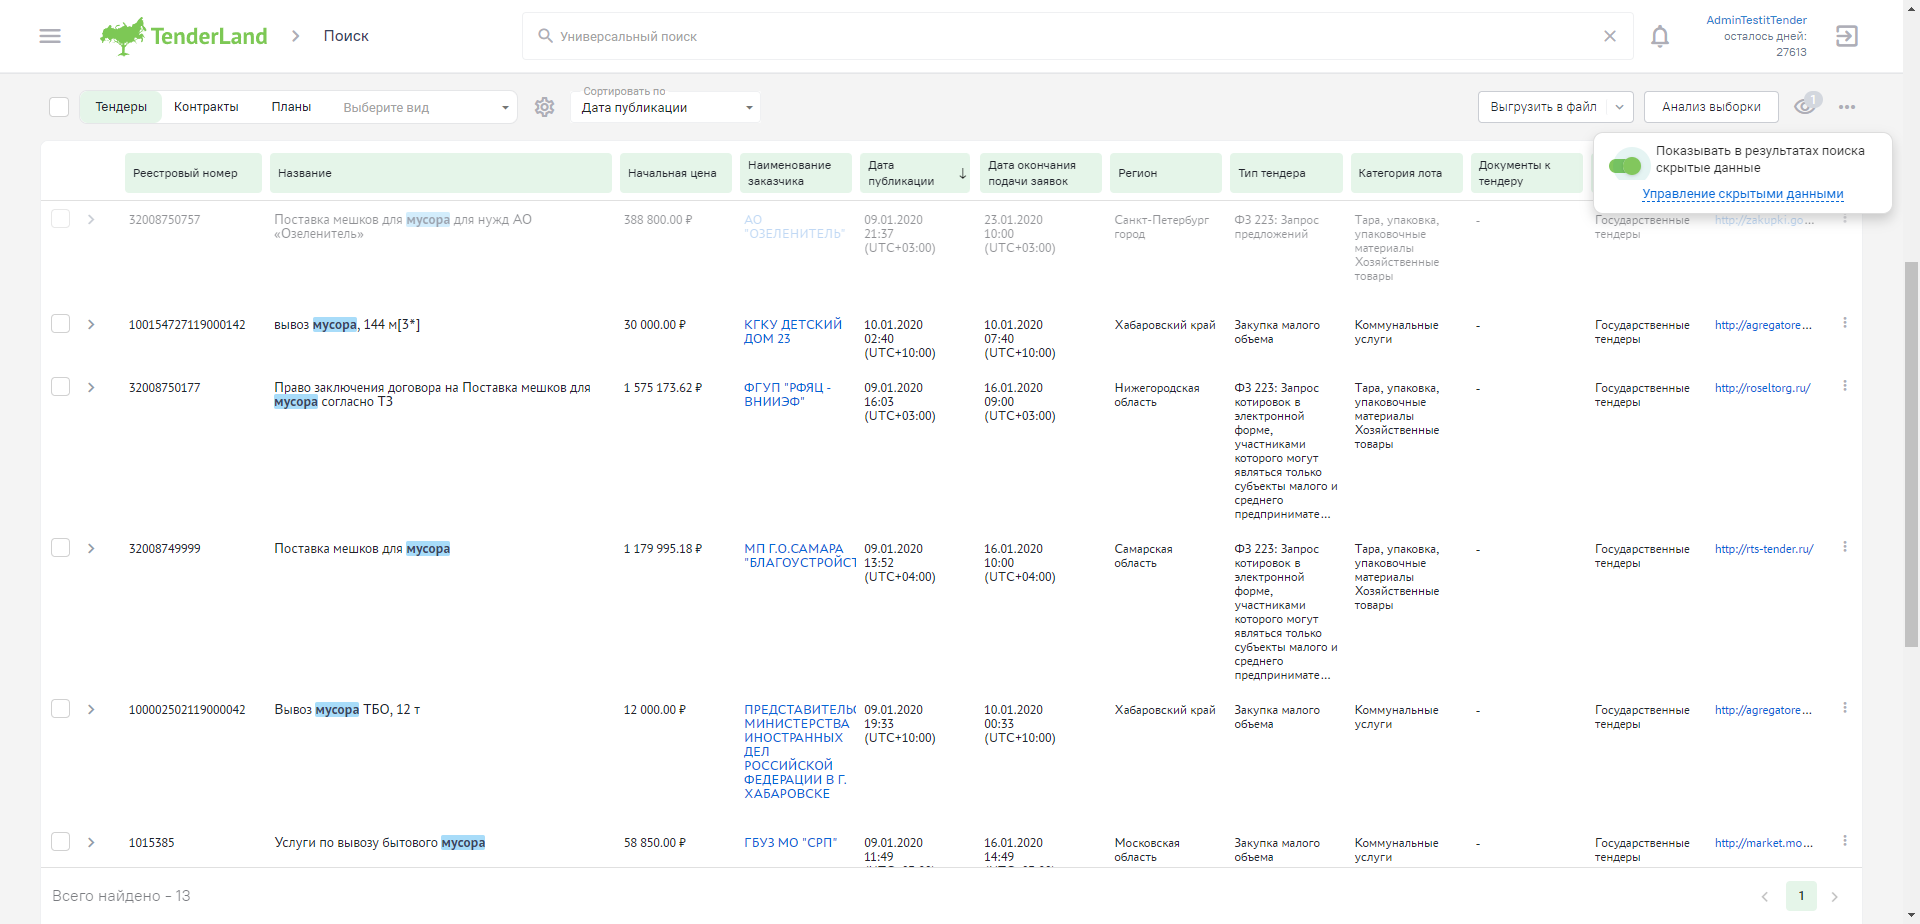 TenderLand
Поиск
Универсальный поиск
AdminTestitTender
осталось дней:
27613
Тендеры
Контракты
Планы
Выберите вид
Сортировать по
Дата публикации
Выгрузить в файл
Анализ выборки
1
Показывать в результатах поиска
скрытые данные
Управление скрытыми данными
Реестровый номер
Название
Начальная цена
Наименование
заказчика
Дата
публикации
Дата окончания
подачи заявок
Регион
Тип тендера
Категория лота
Документы к
тендеру
32008750757
Поставка мешков для мусора для нужд АО
«Озеленитель»
388 800.00 ₽
АО
"ОЗЕЛЕНИТЕЛЬ"
09.01.2020
21:37
(UTC+03:00)
23.01.2020
10:00
(UTC+03:00)
Санкт-Петербург
город
ФЗ 223: Запрос
предложений
Тара, упаковка,
упаковочные
материалы
Хозяйственные
товары
-
Государственные
тендеры
http://zakupki.go...
100154727119000142
вывоз мусора, 144 м[3*]
30 000.00 ₽
КГКУ ДЕТСКИЙ
ДОМ 23
10.01.2020
02:40
(UTC+10:00)
10.01.2020
07:40
(UTC+10:00)
Хабаровский край
Закупка малого
объема
Коммунальные
услуги
-
Государственные
тендеры
http://agregatore...
32008750177
Право заключения договора на Поставка мешков для
мусора согласно ТЗ
1 575 173.62 ₽
ФГУП "РФЯЦ -
ВНИИЭФ"
09.01.2020
16:03
(UTC+03:00)
16.01.2020
09:00
(UTC+03:00)
Нижегородская
область
ФЗ 223: Запрос
котировок в
электронной
форме,
участниками
которого могут
являться только
субъекты малого и
среднего
предпринимате...
Тара, упаковка,
упаковочные
материалы
Хозяйственные
товары
-
Государственные
тендеры
http://roseltorg.ru/
32008749999
Поставка мешков для мусора
1 179 995.18 ₽
МП Г.О.САМАРА
"БЛАГОУСТРОЙСТ
09.01.2020
13:52
(UTC+04:00)
16.01.2020
10:00
(UTC+04:00)
Самарская
область
ФЗ 223: Запрос
котировок в
электронной
форме,
участниками
которого могут
являться только
субъекты малого и
среднего
предпринимате...
Тара, упаковка,
упаковочные
материалы
Хозяйственные
товары
-
Государственные
тендеры
http://rts-tender.ru/
100002502119000042
Вывоз мусора ТБО, 12 т
12 000.00 ₽
ПРЕДСТАВИТЕЛЬС
МИНИСТЕРСТВА
ИНОСТРАННЫХ
ДЕЛ
РОССИЙСКОЙ
ФЕДЕРАЦИИ В Г.
ХАБАРОВСКЕ
09.01.2020
19:33
(UTC+10:00)
10.01.2020
00:33
(UTC+10:00)
Хабаровский край
Закупка малого
объема
Коммунальные
услуги
-
Государственные
тендеры
http://agregatore...
1015385
Услуги по вывозу бытового мусора
58 850.00 ₽
ГБУЗ МО "СРП"
09.01.2020
11:49
16.01.2020
14:49
Московская
область
Закупка малого
объема
Коммунальные
услуги
-
Государственные
тендеры
http://market.mo...
Всего найдено - 13
1